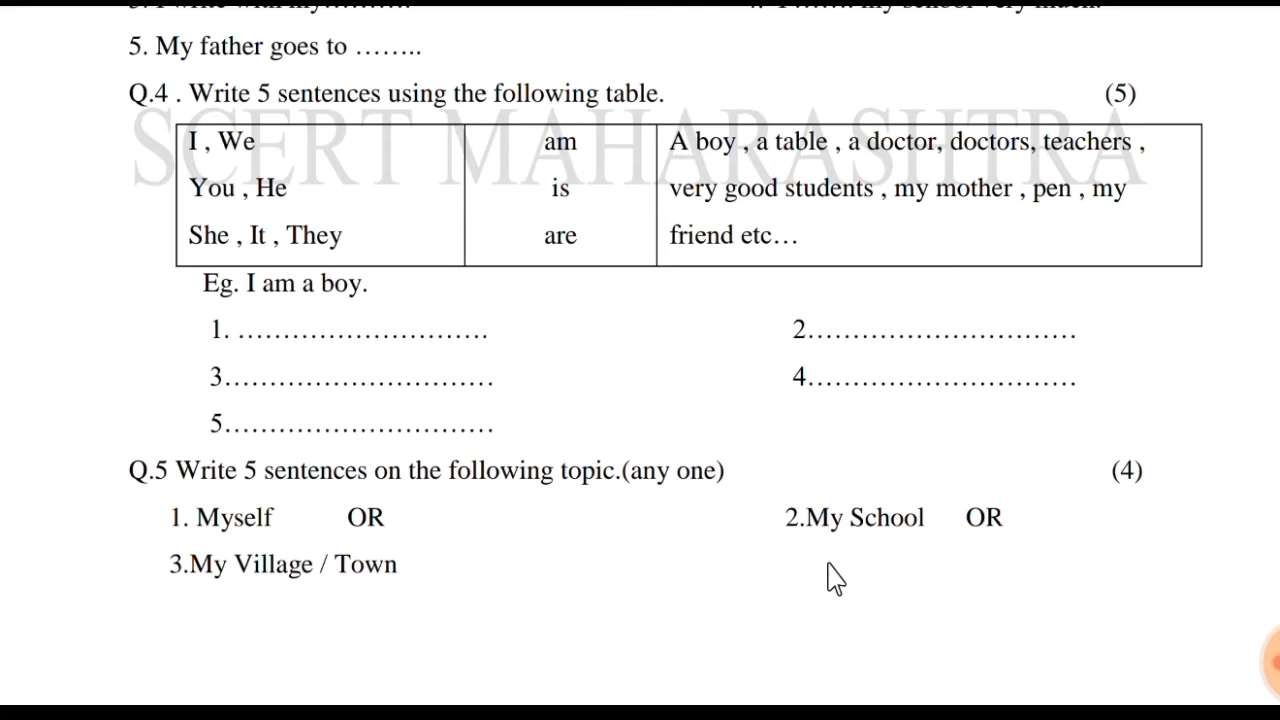 5. My father goes to ……..
Q.4 . Write 5 sentences using the following table. (5)
SCERT MAHARASHTRA
I , We am A boy , a table , a doctor, doctors, teachers ,
You , He is very good students , my mother , pen , my
She , It , They are friend etc…
Eg. I am a boy.
1. ……………………….. 2…………………………
3………………………… 4…………………………
5…………………………
Q.5 Write 5 sentences on the following topic.(any one) (4)
1. Myself OR 2.My School OR
3.My Village / Town